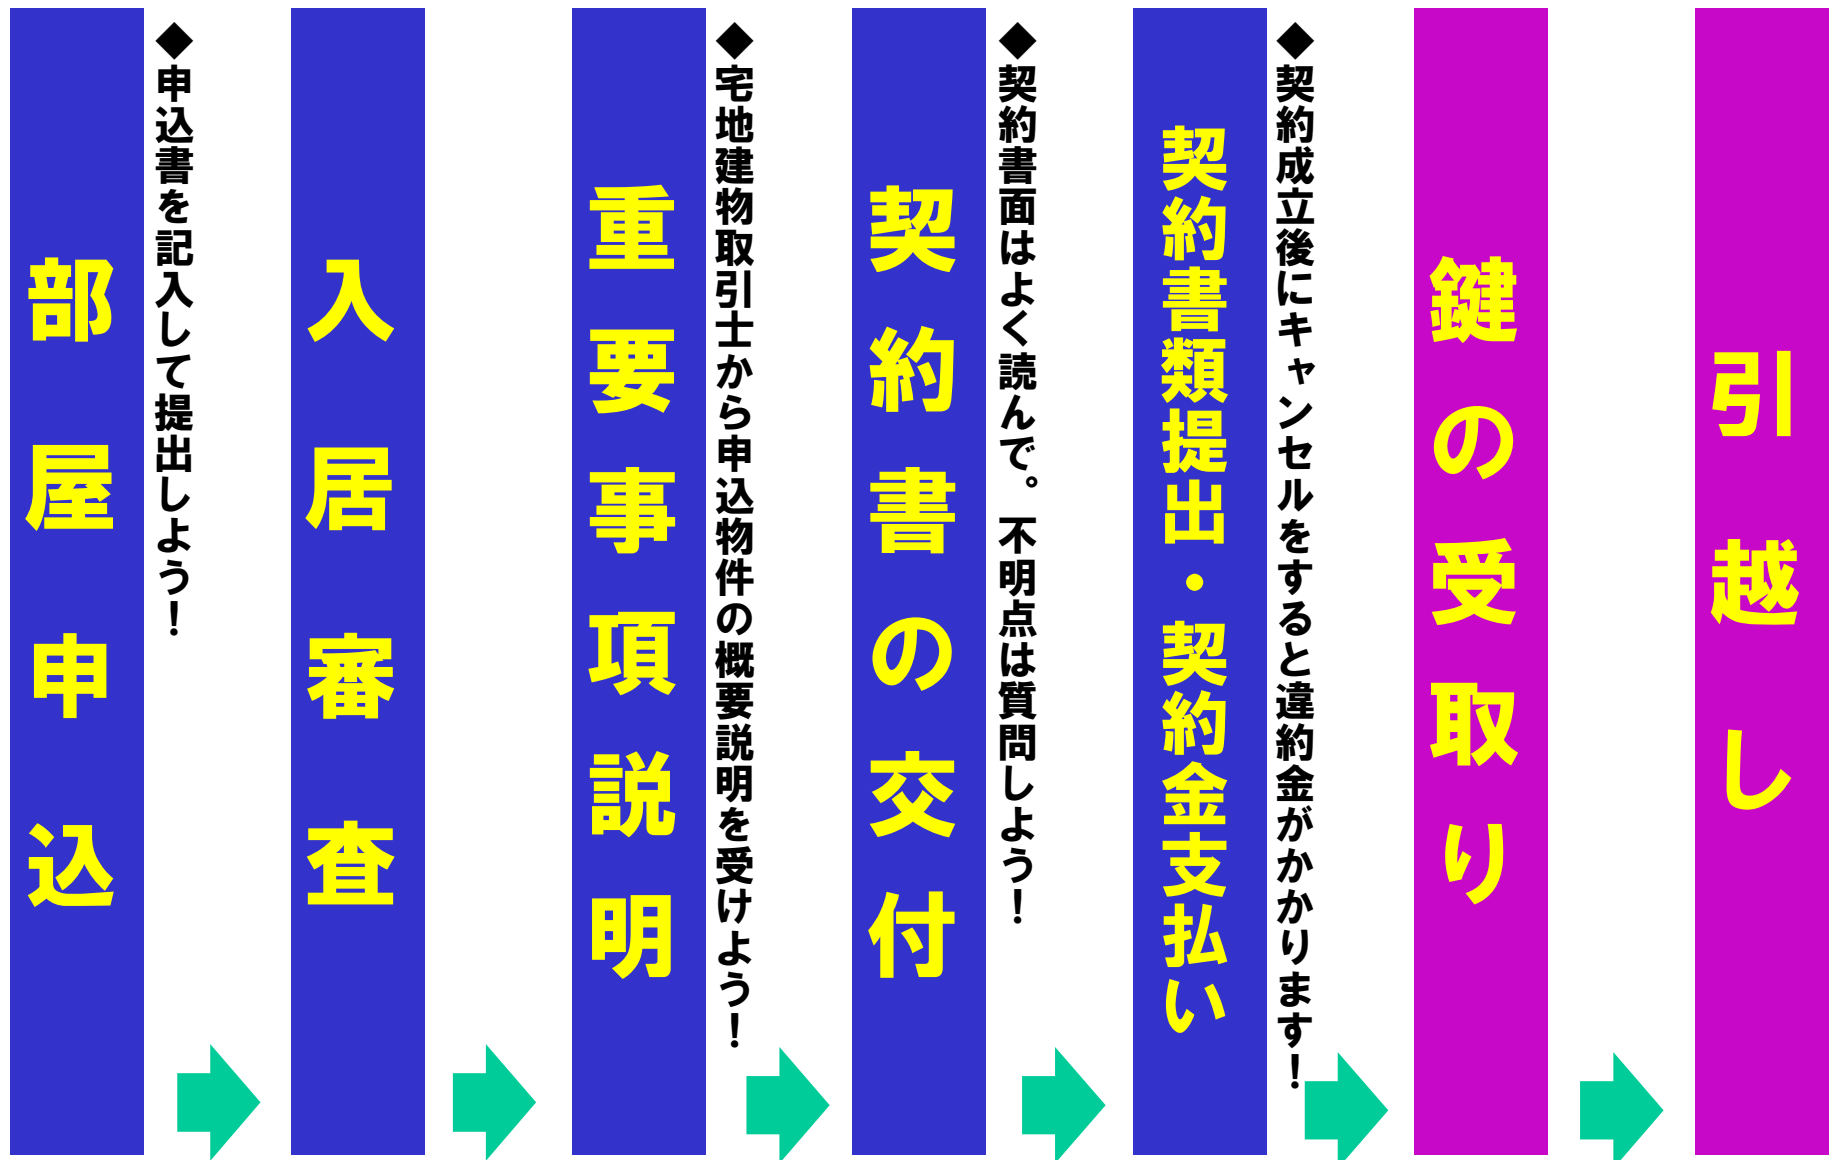 部屋申込
◆申込書を記入して提出しよう！
入居審査
重要事項説明
◆宅地建物取引士から申込物件の概要説明を受けよう！
契約書の交付
◆契約書面はよく読んで。不明点は質問しよう！
契約書類提出・契約金支払い
◆契約成立後にキャンセルをすると違約金がかかります！
鍵の受取り
引越し